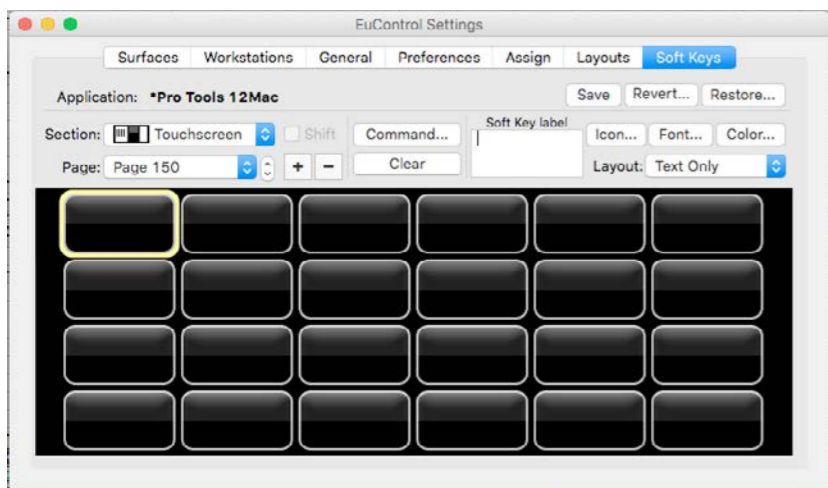 EuControl Settings
Surfaces Workstations General Preferences Assign Layouts Soft Keys
Application: *Pro Tools 12Mac Save Revert... Restore...
Section: Touchscreen Shift Command... Soft Key label Icon... Font... Color...
Page: Page 150 + − Clear Layout: Text Only